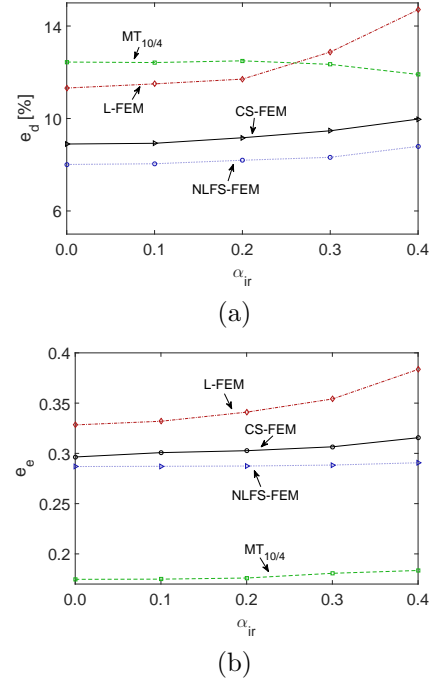 14
MT10/4
L-FEM
CS-FEM
10
NLFS-FEM
6
e_d [%]
0.0 0.1 0.2 0.3 0.4
α_ir
(a)
0.4
L-FEM
0.35
CS-FEM
0.3
NLFS-FEM
0.25
e_e
MT10/4
0.2
0.0 0.1 0.2 0.3 0.4
α_ir
(b)